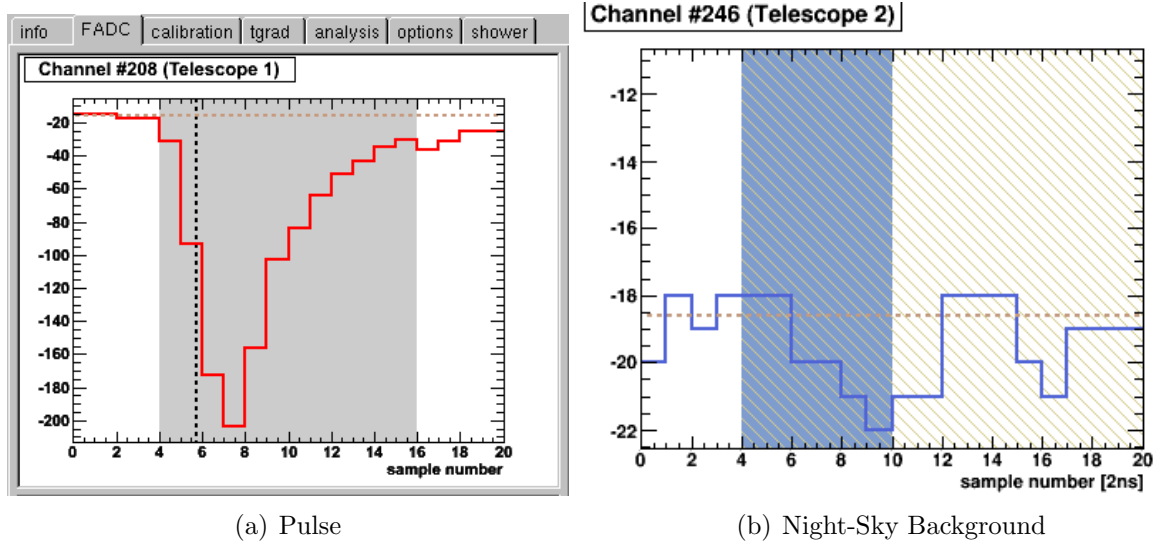 info FADC calibration tgrad analysis options shower
Channel #208 (Telescope 1)
-20
-40
-60
-80
-100
-120
-140
-160
-180
-200
0 2 4 6 8 10 12 14 16 18 20
sample number
(a) Pulse
Channel #246 (Telescope 2)
-12
-14
-16
-18
-20
-22
0 2 4 6 8 10 12 14 16 18 20
sample number [2ns]
(b) Night-Sky Background